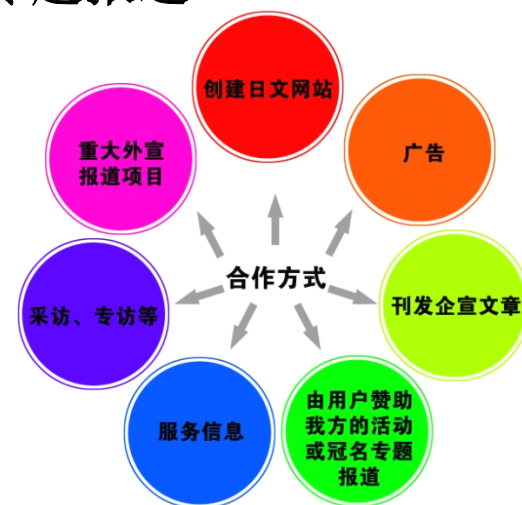 创建日文网站
重大外宣
报道项目
广告
合作方式
采访、专访等
刊发企宣文章
服务信息
由用户赞助
我方的活动
或冠名专题
报道